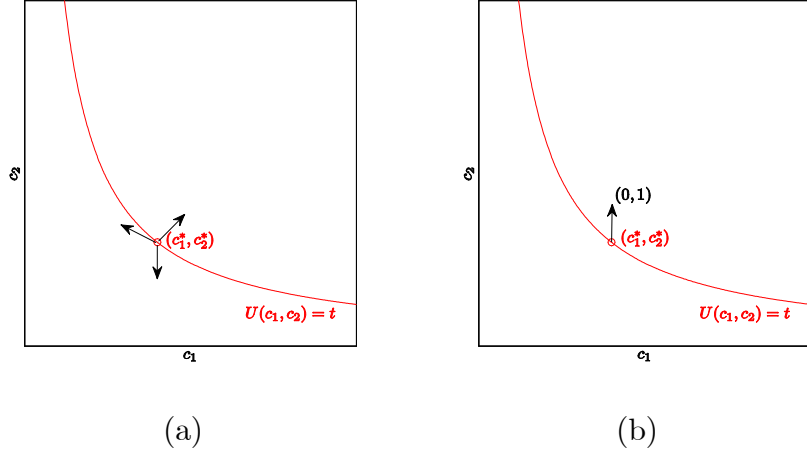 c₂
(c₁*, c₂*)
U(c₁, c₂) = t
c₁
(a)
c₂
(0, 1)
(c₁*, c₂*)
U(c₁, c₂) = t
c₁
(b)